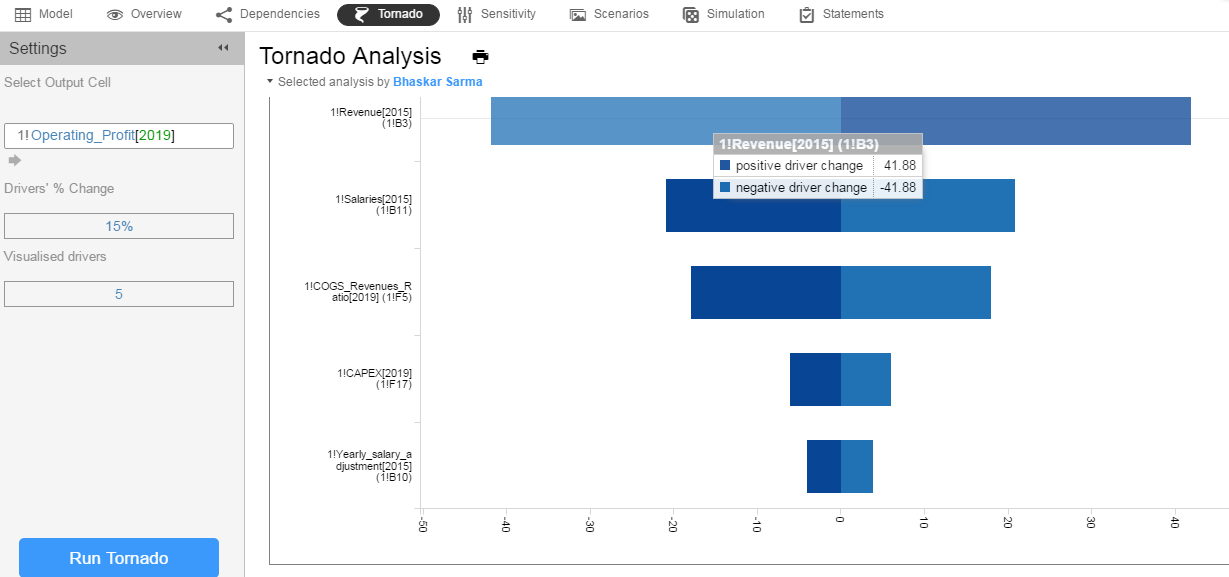 Model Overview Dependencies Tornado Sensitivity Scenarios Simulation Statements
Settings
Select Output Cell
1!Operating_Profit[2019]
Drivers' % Change
15%
Visualised drivers
5
Run Tornado
Tornado Analysis
Selected analysis by Bhaskar Sarma
1!Revenue[2015]
(1!B3)
1!Revenue[2015] (1!B3)
positive driver change 41.88
negative driver change -41.88
1!Salaries[2015]
(1!B11)
1!COGS_Revenues_R
atio[2019] (1!F5)
1!CAPEX[2019]
(1!F17)
1!Yearly_salary_a
djustment[2015]
(1!B10)
-50 -40 -30 -20 -10 0 10 20 30 40